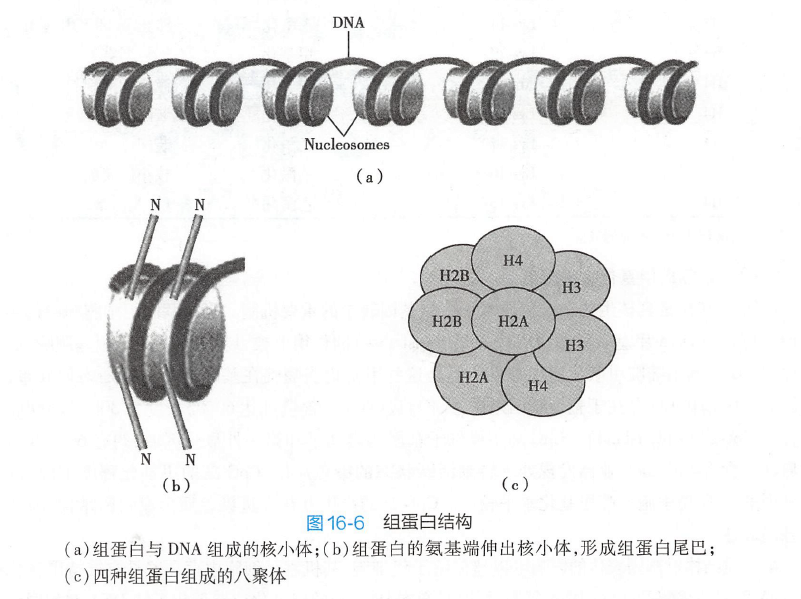 DNA
Nucleosomes
(a)
N N
N N
(b)
H4
H2B
H3
H2B H2A
H3
H2A
H4
(c)
图16-6 组蛋白结构
(a)组蛋白与DNA组成的核小体;(b)组蛋白的氨基端伸出核小体,形成组蛋白尾巴;
(c)四种组蛋白组成的八聚体